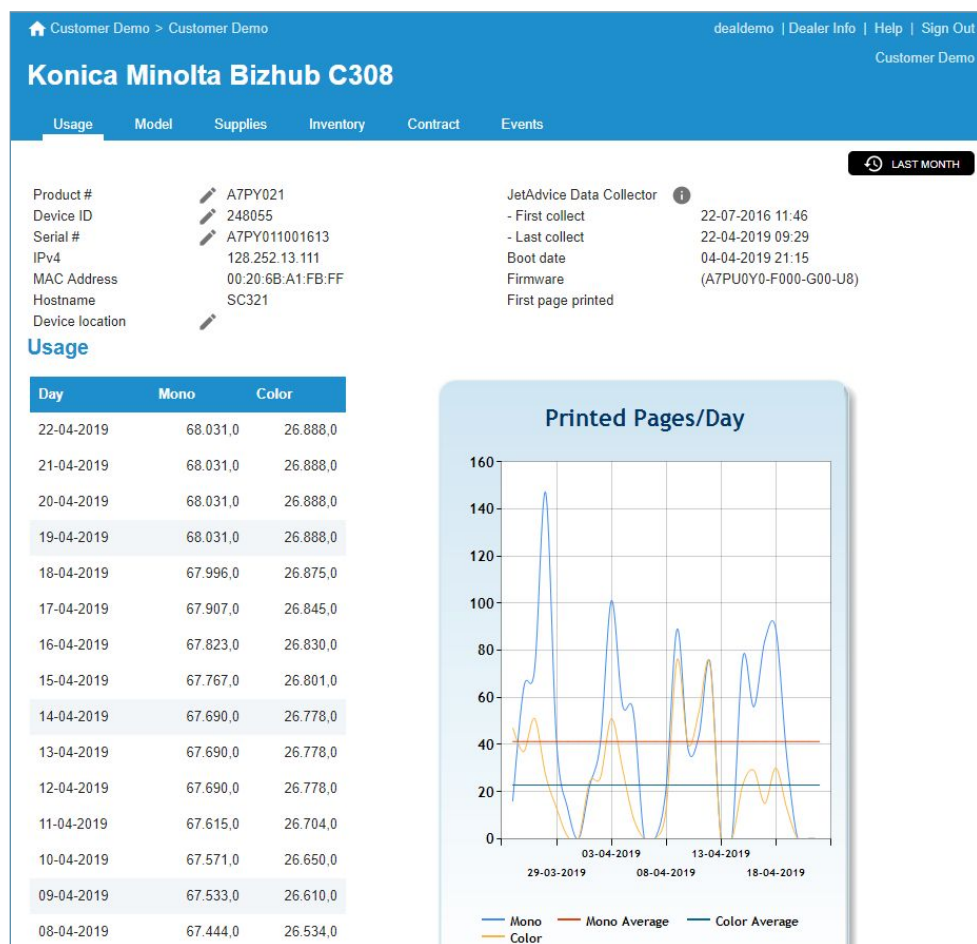 Customer Demo > Customer Demo
dealdemo | Dealer Info | Help | Sign Out
Customer Demo
Konica Minolta Bizhub C308
Usage Model Supplies Inventory Contract Events
LAST MONTH
Product # A7PY021
Device ID 248055
Serial # A7PY011001613
IPv4 128.252.13.111
MAC Address 00:20:6B:A1:FB:FF
Hostname SC321
Device location
JetAdvice Data Collector
- First collect 22-07-2016 11:46
- Last collect 22-04-2019 09:29
Boot date 04-04-2019 21:15
Firmware (A7PU0Y0-F000-G00-U8)
First page printed
Usage
Day Mono Color
22-04-2019 68.031,0 26.888,0
21-04-2019 68.031,0 26.888,0
20-04-2019 68.031,0 26.888,0
19-04-2019 68.031,0 26.888,0
18-04-2019 67.996,0 26.875,0
17-04-2019 67.907,0 26.845,0
16-04-2019 67.823,0 26.830,0
15-04-2019 67.767,0 26.801,0
14-04-2019 67.690,0 26.778,0
13-04-2019 67.690,0 26.778,0
12-04-2019 67.690,0 26.778,0
11-04-2019 67.615,0 26.704,0
10-04-2019 67.571,0 26.650,0
09-04-2019 67.533,0 26.610,0
08-04-2019 67.444,0 26.534,0
Printed Pages/Day
160
140
120
100
80
60
40
20
0
03-04-2019 13-04-2019
29-03-2019 08-04-2019 18-04-2019
Mono Mono Average Color Average
Color